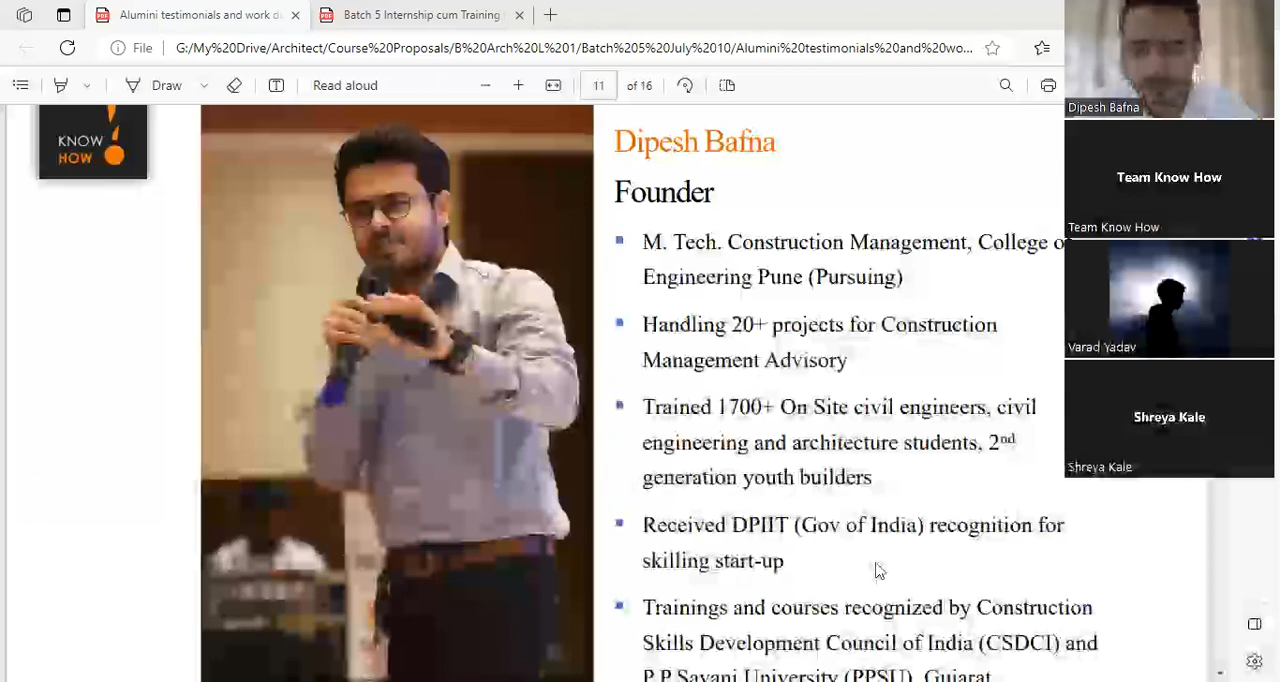 Alumini testimonials and work d
Batch 5 Internship cum Training
File
G:/My%20Drive/Architect/Course%20Proposals/B%20Arch%20L%201/Batch%205%20July%2010/Alumini%20testimonials%20and%20wo...
Draw
Read aloud
11
of 16
KNOW
HOW
Dipesh Bafna
Founder
M. Tech. Construction Management, College o
Engineering Pune (Pursuing)
Handling 20+ projects for Construction
Management Advisory
Trained 1700+ On Site civil engineers, civil
engineering and architecture students, 2nd
generation youth builders
Received DPIIT (Gov of India) recognition for
skilling start-up
Trainings and courses recognized by Construction
Skills Development Council of India (CSDCI) and
P P Savani University (PPSU), Gujarat
Dipesh Bafna
Team Know How
Team Know How
Varad Yadav
Shreya Kale
Shreya Kale